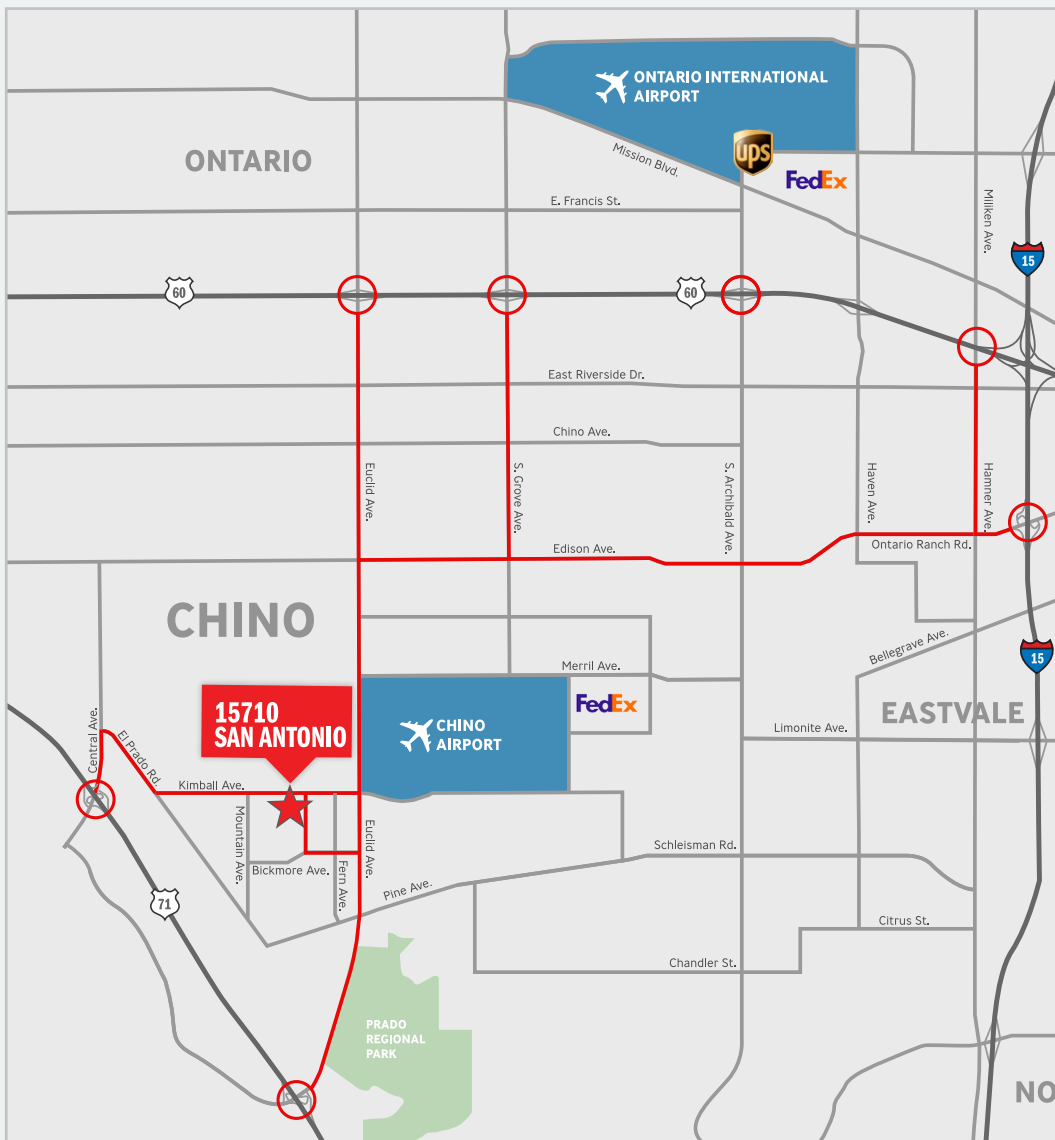 ONTARIO INTERNATIONAL
AIRPORT
ONTARIO
Mission Blvd.
ups
FedEx
E. Francis St.
Miliken Ave.
15
60
60
East Riverside Dr.
Chino Ave.
Euclid Ave.
S. Grove Ave.
S. Archibald Ave.
Haven Ave.
Hamner Ave.
Edison Ave.
Ontario Ranch Rd.
CHINO
Merril Ave.
Bellegrave Ave.
15
15710
SAN ANTONIO
FedEx
CHINO
AIRPORT
EASTVALE
Limonite Ave.
Central Ave.
El Prado Rd.
Kimball Ave.
Mountain Ave.
Bickmore Ave.
Fern Ave.
Euclid Ave.
Schleisman Rd.
Pine Ave.
71
Citrus St.
Chandler St.
PRADO
REGIONAL
PARK
NO